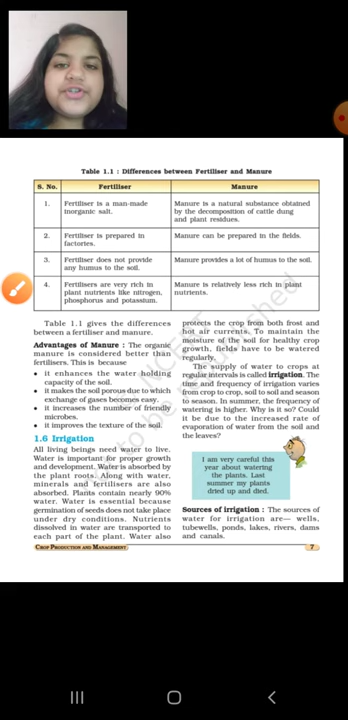 Table 1.1 : Differences between Fertiliser and Manure
S. No. Fertiliser Manure
1. Fertiliser is a man-made inorganic salt. Manure is a natural substance obtained by the decomposition of cattle dung and plant residues.
2. Fertiliser is prepared in factories. Manure can be prepared in the fields.
3. Fertiliser does not provide any humus to the soil. Manure provides a lot of humus to the soil.
4. Fertilisers are very rich in plant nutrients like nitrogen, phosphorus and potassium. Manure is relatively less rich in plant nutrients.
Table 1.1 gives the differences
between a fertiliser and manure.
Advantages of Manure : The organic
manure is considered better than
fertilisers. This is because
• it enhances the water holding
capacity of the soil.
• it makes the soil porous due to which
exchange of gases becomes easy.
• it increases the number of friendly
microbes.
• it improves the texture of the soil.
1.6 Irrigation
All living beings need water to live.
Water is important for proper growth
and development. Water is absorbed by
the plant roots. Along with water,
minerals and fertilisers are also
absorbed. Plants contain nearly 90%
water. Water is essential because
germination of seeds does not take place
under dry conditions. Nutrients
dissolved in water are transported to
each part of the plant. Water also
protects the crop from both frost and
hot air currents. To maintain the
moisture of the soil for healthy crop
growth, fields have to be watered
regularly.
The supply of water to crops at
regular intervals is called irrigation. The
time and frequency of irrigation varies
from crop to crop, soil to soil and season
to season. In summer, the frequency of
watering is higher. Why is it so? Could
it be due to the increased rate of
evaporation of water from the soil and
the leaves?
I am very careful this
year about watering
the plants. Last
summer my plants
dried up and died.
Sources of irrigation : The sources of
water for irrigation are— wells,
tubewells, ponds, lakes, rivers, dams
and canals.
CROP PRODUCTION AND MANAGEMENT 7